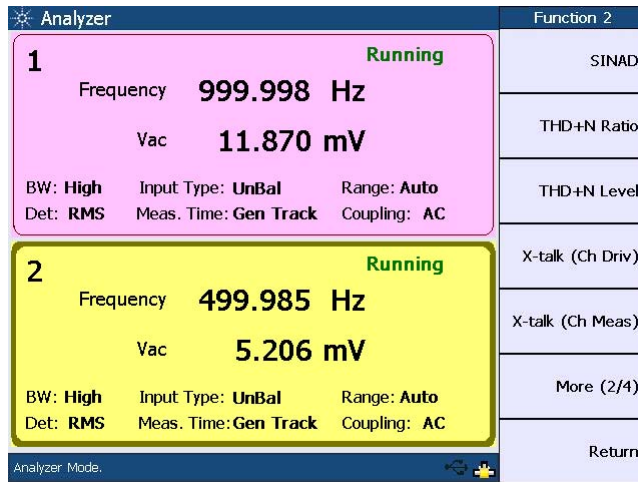 Analyzer
Function 2
1
Running
Frequency 999.998 Hz
Vac 11.870 mV
BW: High Input Type: UnBal Range: Auto
Det: RMS Meas. Time: Gen Track Coupling: AC
2
Running
Frequency 499.985 Hz
Vac 5.206 mV
BW: High Input Type: UnBal Range: Auto
Det: RMS Meas. Time: Gen Track Coupling: AC
Analyzer Mode.
SINAD
THD+N Ratio
THD+N Level
X-talk (Ch Driv)
X-talk (Ch Meas)
More (2/4)
Return